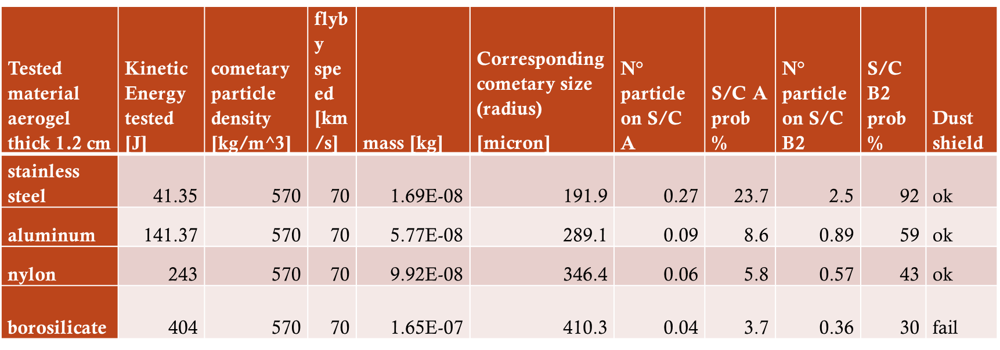 Tested material aerogel thick 1.2 cm | Kinetic Energy tested [J] | cometary particle density [kg/m^3] | flyby speed [km/s] | mass [kg] | Corresponding cometary size (radius) [micron] | N° particle on S/C A | S/C A prob % | N° particle on S/C B2 | S/C B2 prob % | Dust shield
stainless steel | 41.35 | 570 | 70 | 1.69E-08 | 191.9 | 0.27 | 23.7 | 2.5 | 92 | ok
aluminum | 141.37 | 570 | 70 | 5.77E-08 | 289.1 | 0.09 | 8.6 | 0.89 | 59 | ok
nylon | 243 | 570 | 70 | 9.92E-08 | 346.4 | 0.06 | 5.8 | 0.57 | 43 | ok
borosilicate | 404 | 570 | 70 | 1.65E-07 | 410.3 | 0.04 | 3.7 | 0.36 | 30 | fail